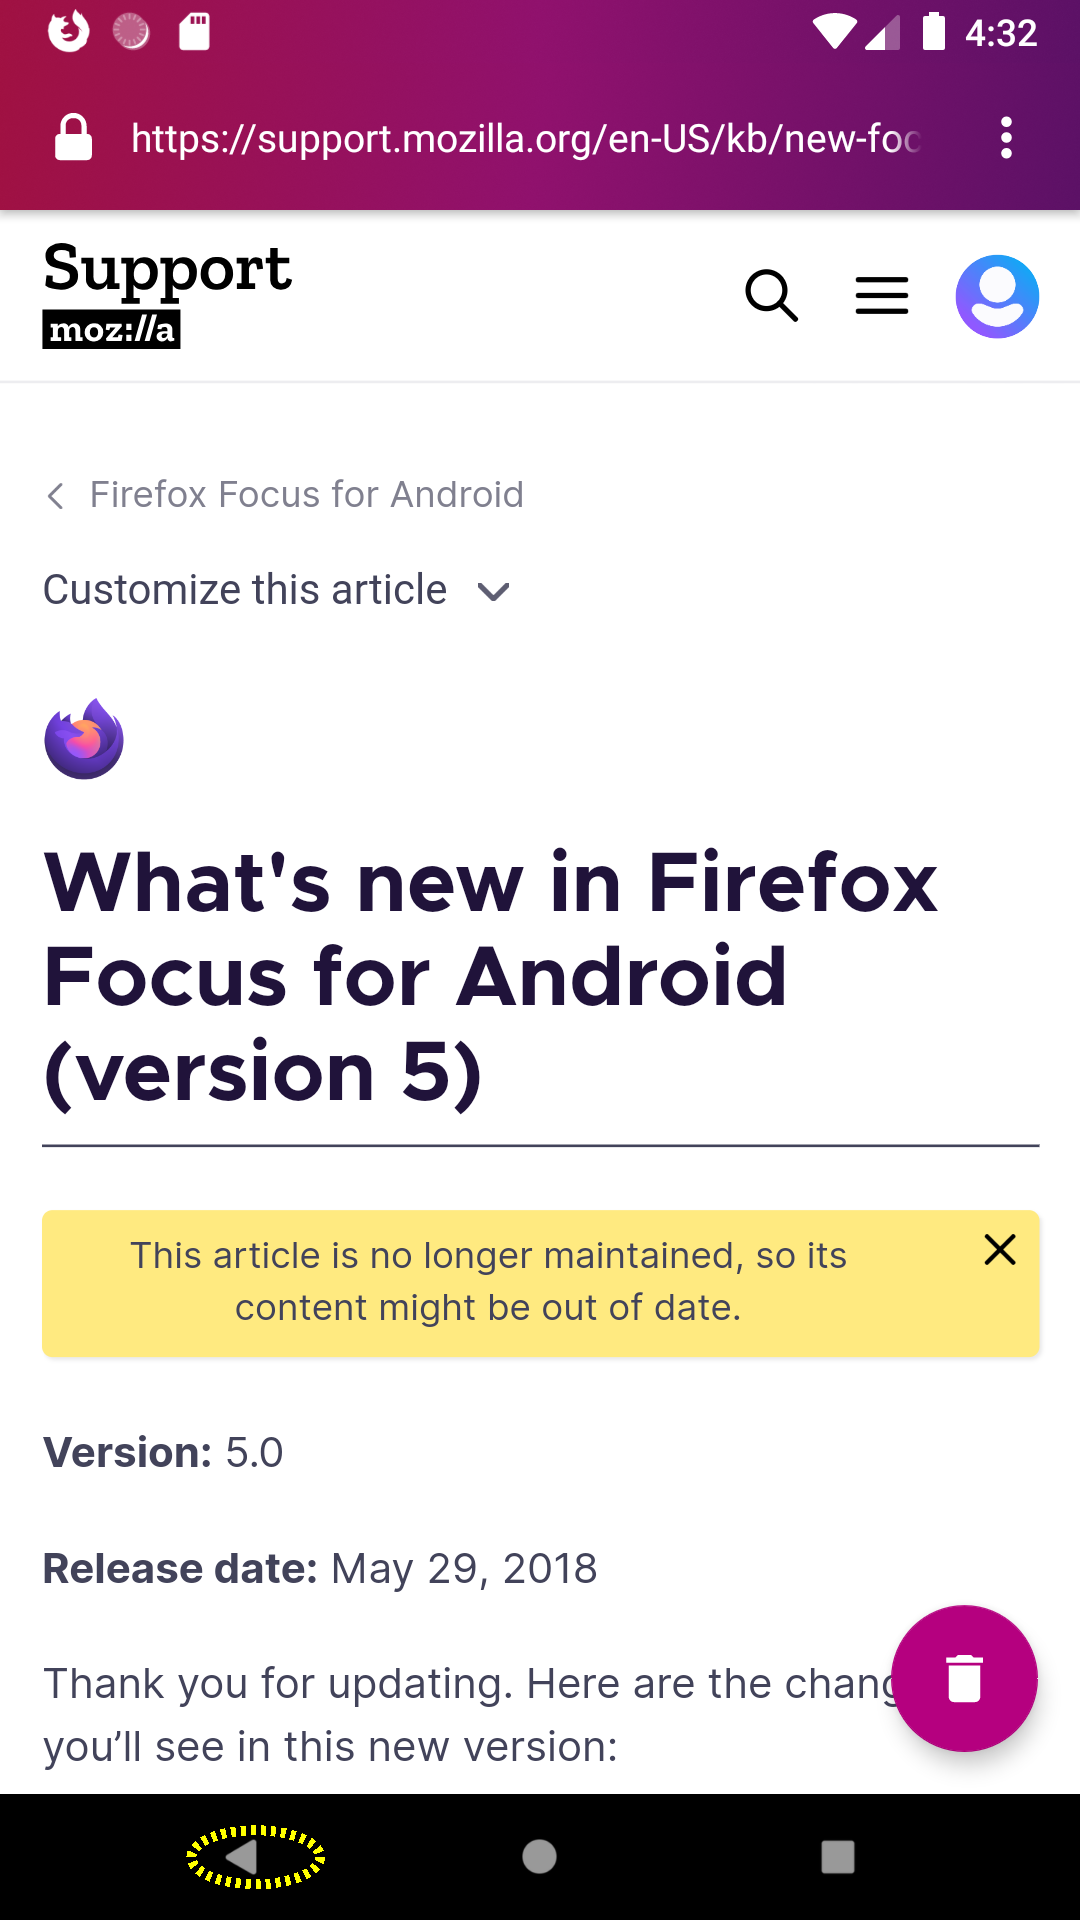 4:32
https://support.mozilla.org/en-US/kb/new-foc
Support
moz://a
Firefox Focus for Android
Customize this article
What's new in Firefox
Focus for Android
(version 5)
This article is no longer maintained, so its
content might be out of date.
Version: 5.0
Release date: May 29, 2018
Thank you for updating. Here are the chang
you’ll see in this new version: